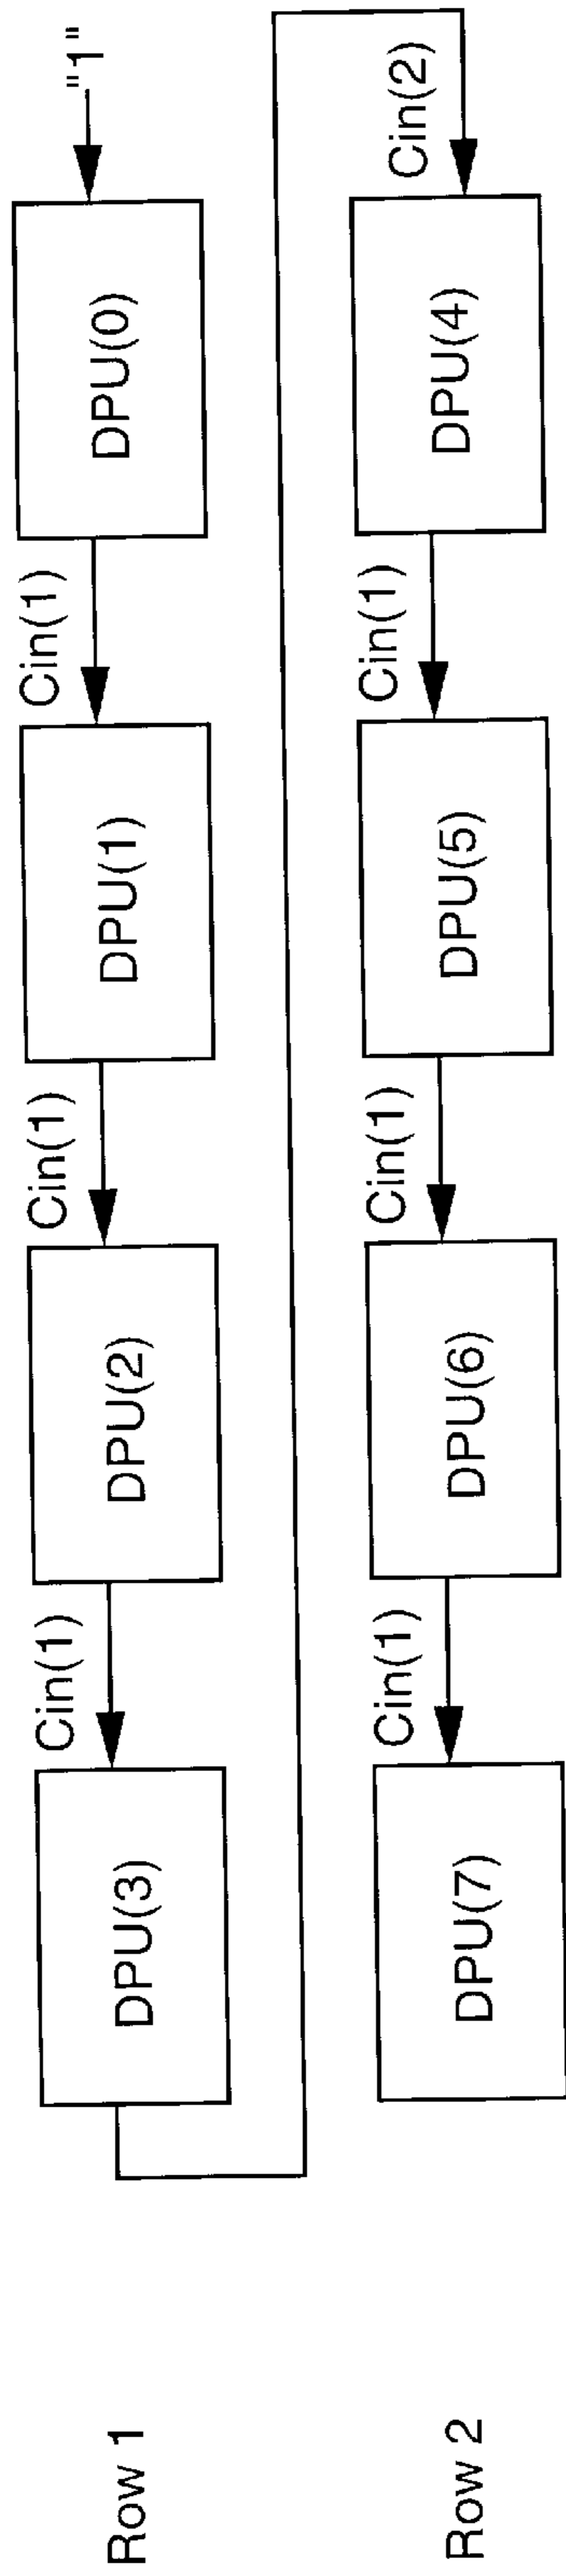 "1"
DPU(0)
Cin(1)
DPU(1)
Cin(1)
DPU(2)
Cin(1)
DPU(3)
Row 1
Cin(2)
DPU(4)
Cin(1)
DPU(5)
Cin(1)
DPU(6)
Cin(1)
DPU(7)
Row 2